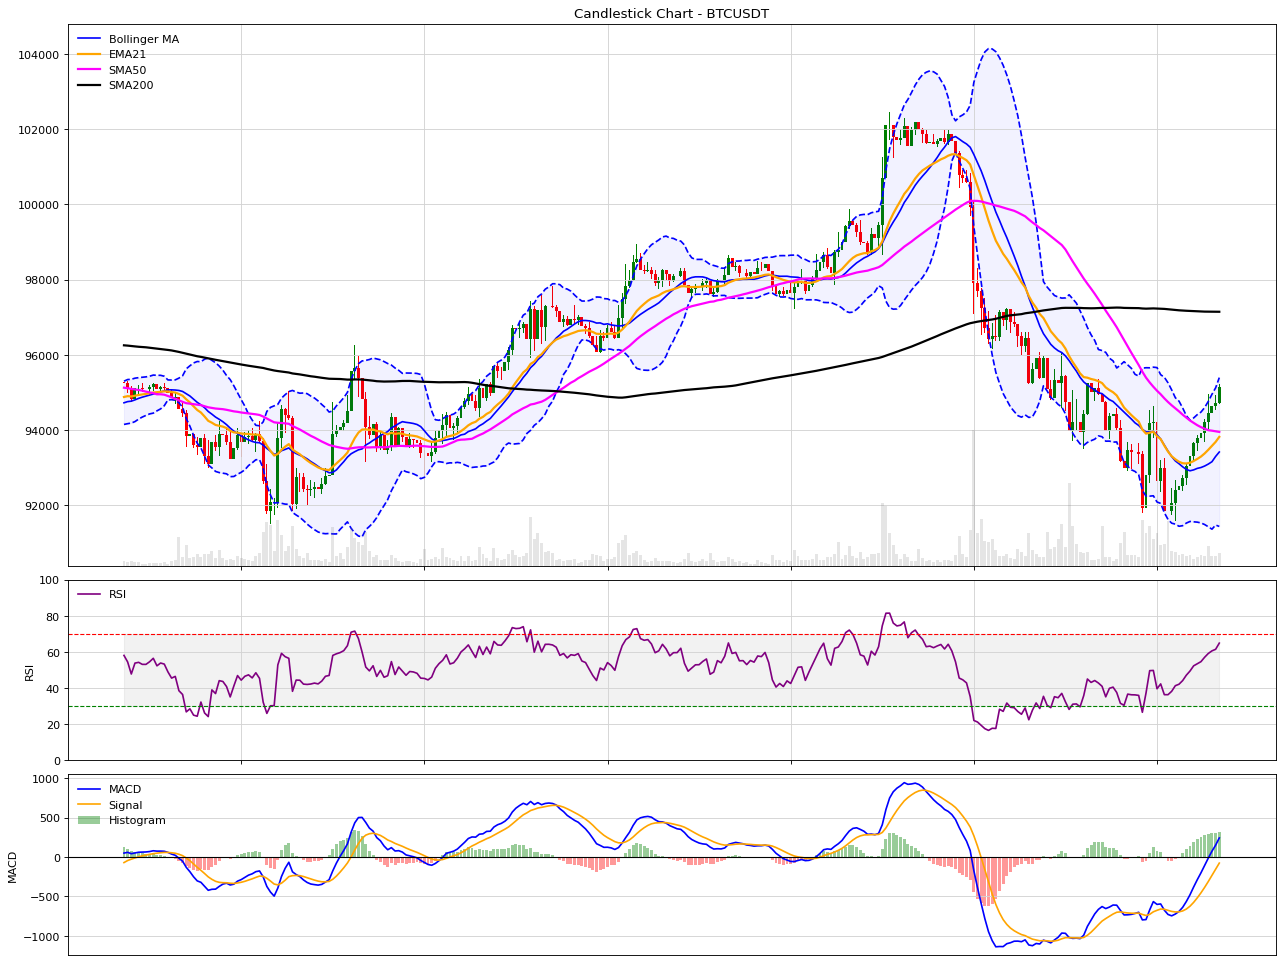 Candlestick Chart - BTCUSDT
Bollinger MA
EMA21
SMA50
SMA200
104000
102000
100000
98000
96000
94000
92000
RSI
100
80
60
40
20
0
RSI
MACD
Signal
Histogram
1000
500
0
−500
−1000
MACD